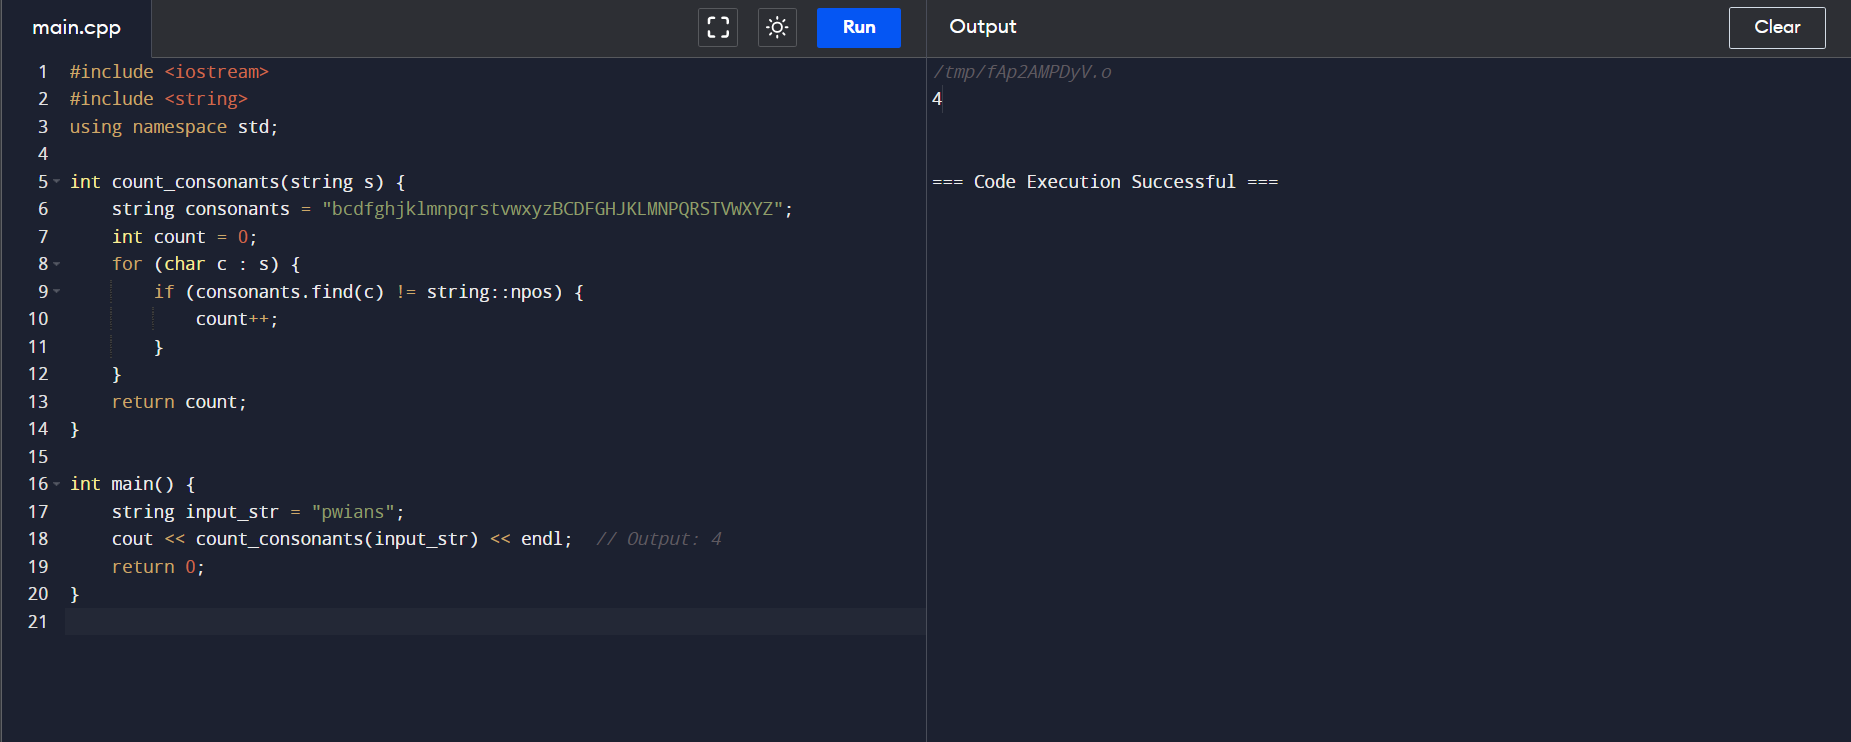 main.cpp
Run
Output
Clear
1 #include <iostream>
2 #include <string>
3 using namespace std;
4
5 int count_consonants(string s) {
6     string consonants = "bcdfghjklmnpqrstvwxyzBCDFGHJKLMNPQRSTVWXYZ";
7     int count = 0;
8     for (char c : s) {
9         if (consonants.find(c) != string::npos) {
10             count++;
11         }
12     }
13     return count;
14 }
15
16 int main() {
17     string input_str = "pwians";
18     cout << count_consonants(input_str) << endl;  // Output: 4
19     return 0;
20 }
21
/tmp/fAp2AMPDyV.o
4
=== Code Execution Successful ===